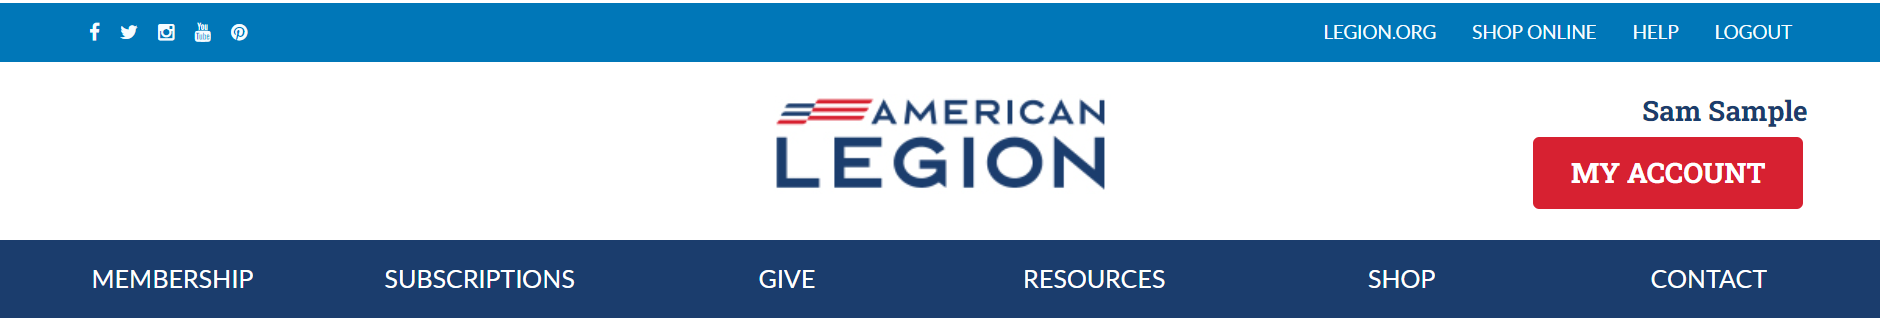 LEGION.ORG SHOP ONLINE HELP LOGOUT
AMERICAN
LEGION
Sam Sample
MY ACCOUNT
MEMBERSHIP SUBSCRIPTIONS GIVE RESOURCES SHOP CONTACT